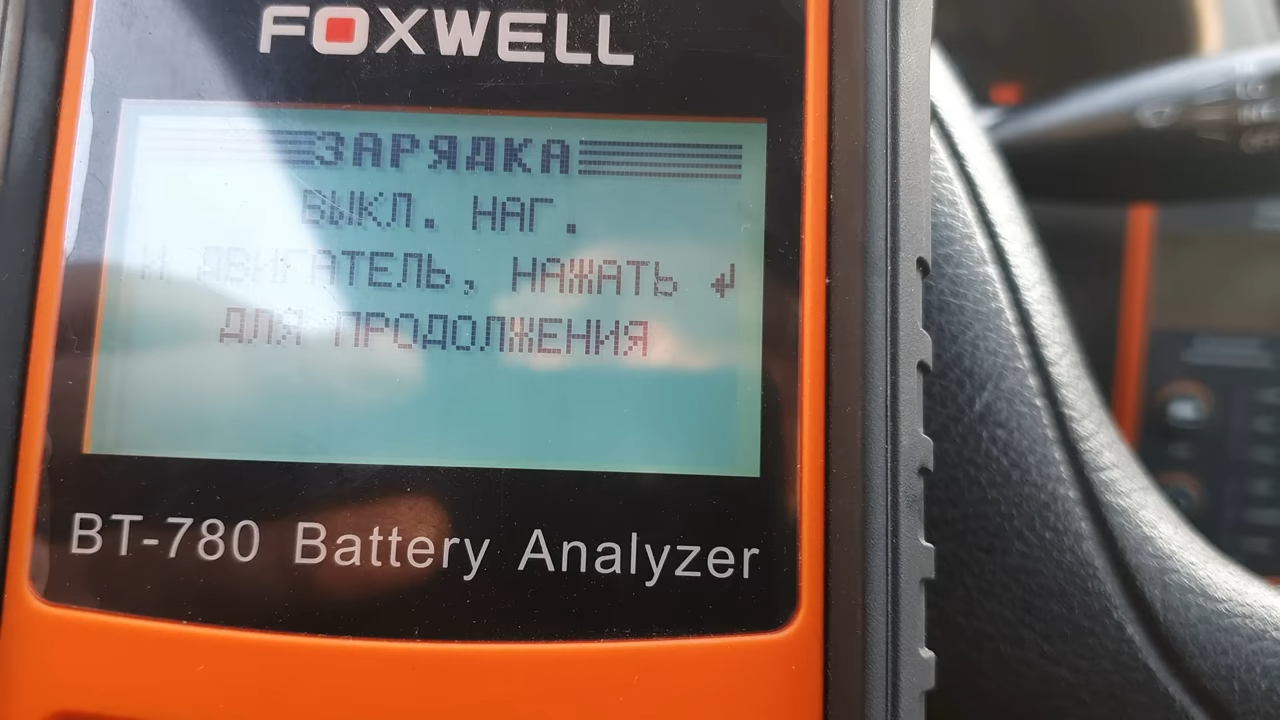 FOXWELL
ЗАРЯДКА
ВЫКЛ. НАГ.
И ДВИГАТЕЛЬ, НАЖАТЬ ↲
ДЛЯ ПРОДОЛЖЕНИЯ
BT-780 Battery Analyzer